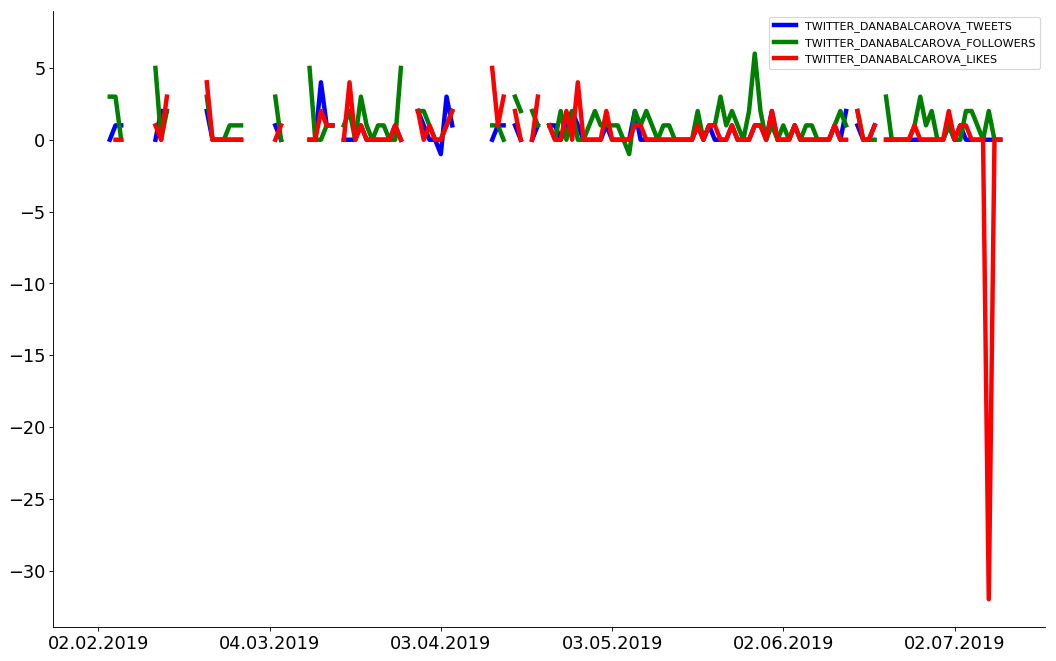 TWITTER_DANABALCAROVA_TWEETS
TWITTER_DANABALCAROVA_FOLLOWERS
TWITTER_DANABALCAROVA_LIKES
5
0
−5
−10
−15
−20
−25
−30
02.02.2019 04.03.2019 03.04.2019 03.05.2019 02.06.2019 02.07.2019